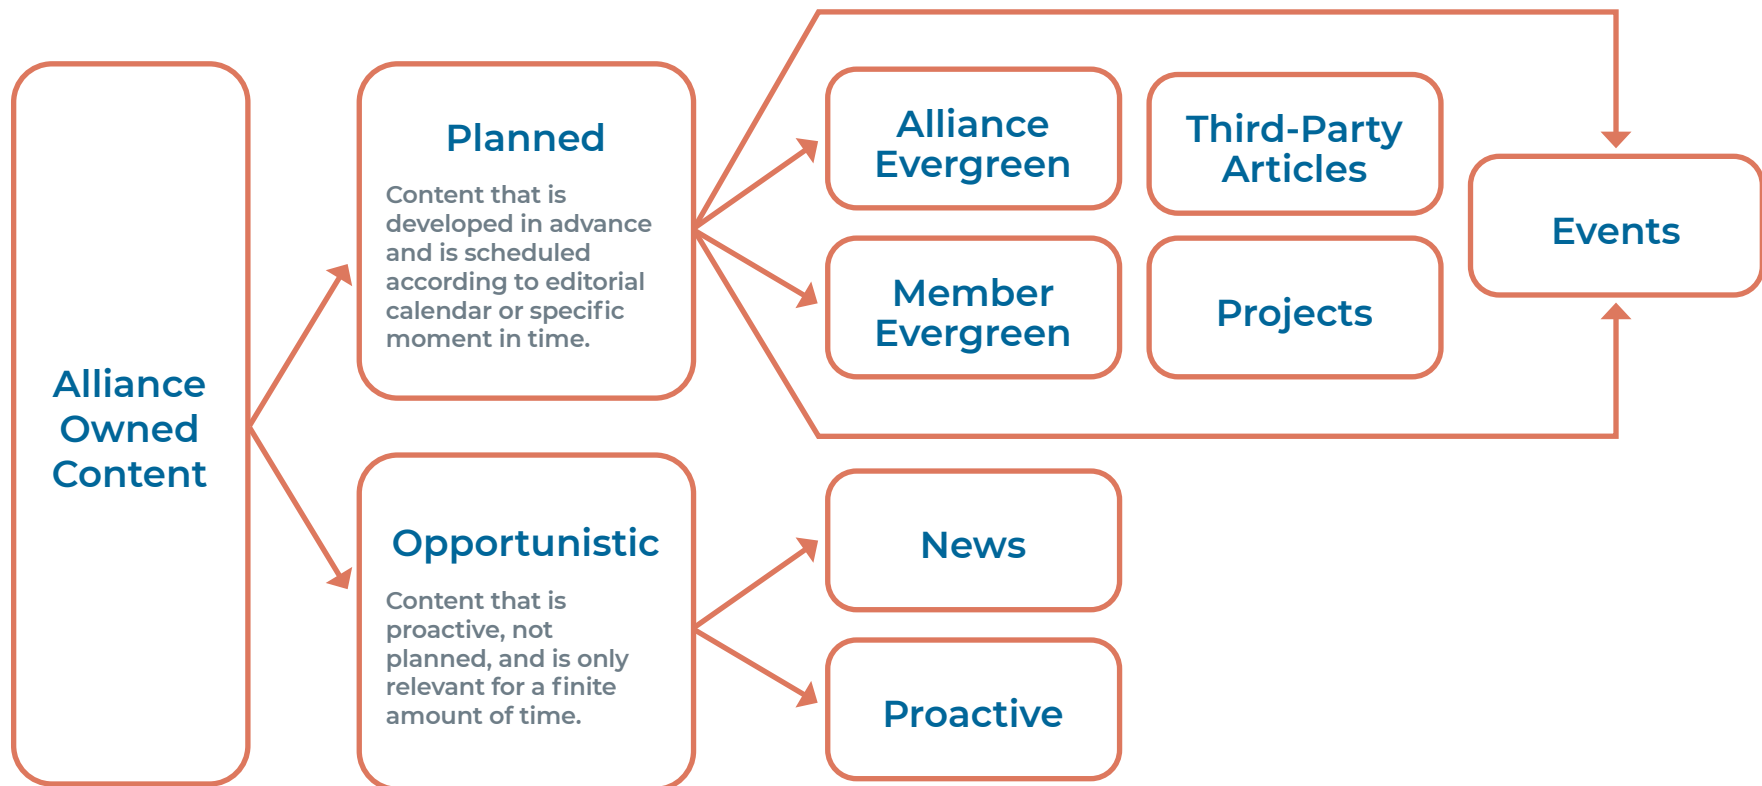 Alliance
Owned
Content
Planned
Content that is
developed in advance
and is scheduled
according to editorial
calendar or specific
moment in time.
Opportunistic
Content that is
proactive, not
planned, and is only
relevant for a finite
amount of time.
Alliance
Evergreen
Third-Party
Articles
Member
Evergreen
Projects
Events
News
Proactive